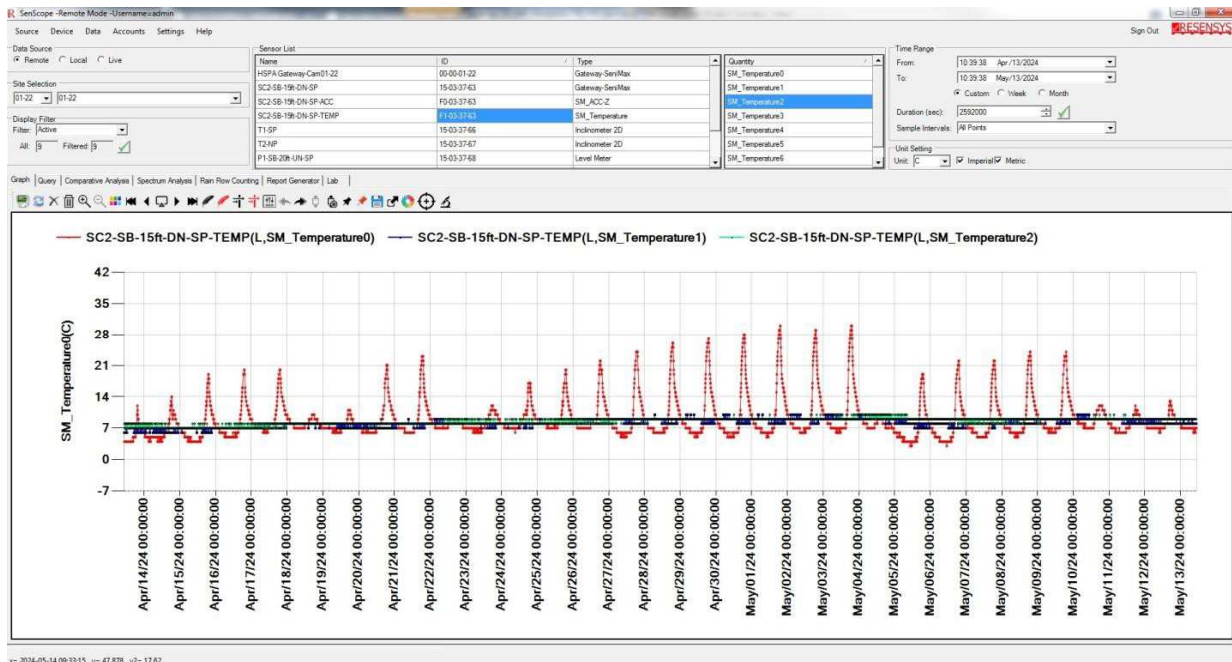 SenScope -Remote Mode -Username=admin
Source Device Data Accounts Settings Help
Sign Out RESENSYS
Data Source
Remote Local Live
Site Selection
01-22 01-22
Display Filter
Filter: Active
All: 9 Filtered: 9
Sensor List
Name ID / Type
HSPA Gateway-Cam01-22 00-00-01-22 Gateway-SeniMax
SC2-SB-15ft-DN-SP 15-03-37-63 Gateway-SeniMax
SC2-SB-15ft-DN-SP-ACC F0-03-37-63 SM_ACC-Z
SC2-SB-15ft-DN-SP-TEMP F1-03-37-63 SM_Temperature
T1-SP 15-03-37-66 Inclinometer 2D
T2-NP 15-03-37-67 Inclinometer 2D
P1-SB-20ft-UN-SP 15-03-37-68 Level Meter
Quantity /
SM_Temperature0
SM_Temperature1
SM_Temperature2
SM_Temperature3
SM_Temperature4
SM_Temperature5
SM_Temperature6
Time Range
From: 10:39:38 Apr/13/2024
To: 10:39:38 May/13/2024
Custom Week Month
Duration (sec): 2592000
Sample Intervals: All Points
Unit Setting
Unit: C Imperial Metric
Graph Query Comparative Analysis Spectrum Analysis Rain Flow Counting Report Generator Lab
SC2-SB-15ft-DN-SP-TEMP(L,SM_Temperature0) SC2-SB-15ft-DN-SP-TEMP(L,SM_Temperature1) SC2-SB-15ft-DN-SP-TEMP(L,SM_Temperature2)
SM_Temperature0(C)
42
35
28
21
14
7
0
-7
Apr/14/24 00:00:00
Apr/15/24 00:00:00
Apr/16/24 00:00:00
Apr/17/24 00:00:00
Apr/18/24 00:00:00
Apr/19/24 00:00:00
Apr/20/24 00:00:00
Apr/21/24 00:00:00
Apr/22/24 00:00:00
Apr/23/24 00:00:00
Apr/24/24 00:00:00
Apr/25/24 00:00:00
Apr/26/24 00:00:00
Apr/27/24 00:00:00
Apr/28/24 00:00:00
Apr/29/24 00:00:00
Apr/30/24 00:00:00
May/01/24 00:00:00
May/02/24 00:00:00
May/03/24 00:00:00
May/04/24 00:00:00
May/05/24 00:00:00
May/06/24 00:00:00
May/07/24 00:00:00
May/08/24 00:00:00
May/09/24 00:00:00
May/10/24 00:00:00
May/11/24 00:00:00
May/12/24 00:00:00
May/13/24 00:00:00
x= 2024-05-14 09:33:15 y= 47.878 y2= 17.62